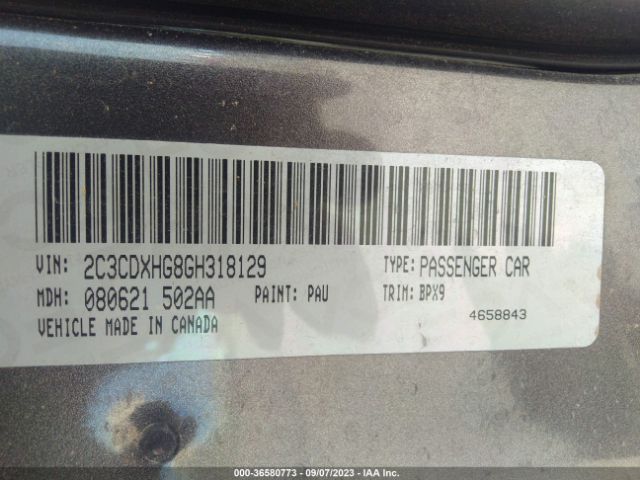 VIN: 2C3CDXHG8GH318129 TYPE: PASSENGER CAR
MDH: 080621 502AA PAINT: PAU TRIM: BPX9
VEHICLE MADE IN CANADA 4658843
000-36580773 - 09/07/2023 - IAA Inc.